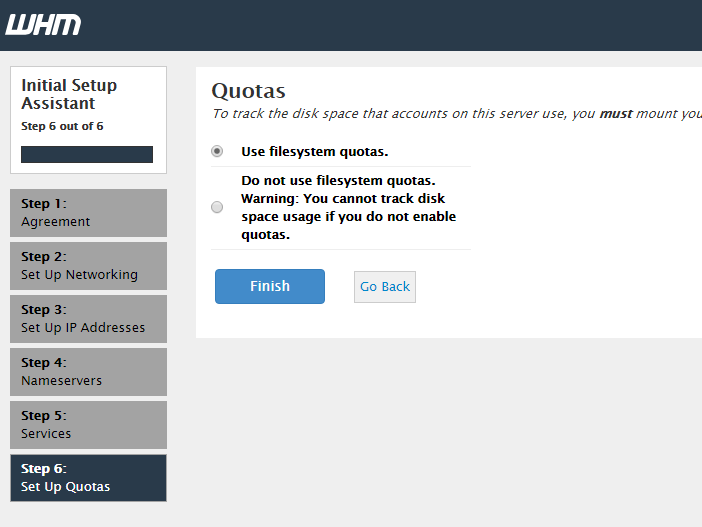 WHM
Initial Setup
Assistant
Step 6 out of 6
Step 1:
Agreement
Step 2:
Set Up Networking
Step 3:
Set Up IP Addresses
Step 4:
Nameservers
Step 5:
Services
Step 6:
Set Up Quotas
Quotas
To track the disk space that accounts on this server use, you must mount you
Use filesystem quotas.
Do not use filesystem quotas.
Warning: You cannot track disk
space usage if you do not enable
quotas.
Finish
Go Back